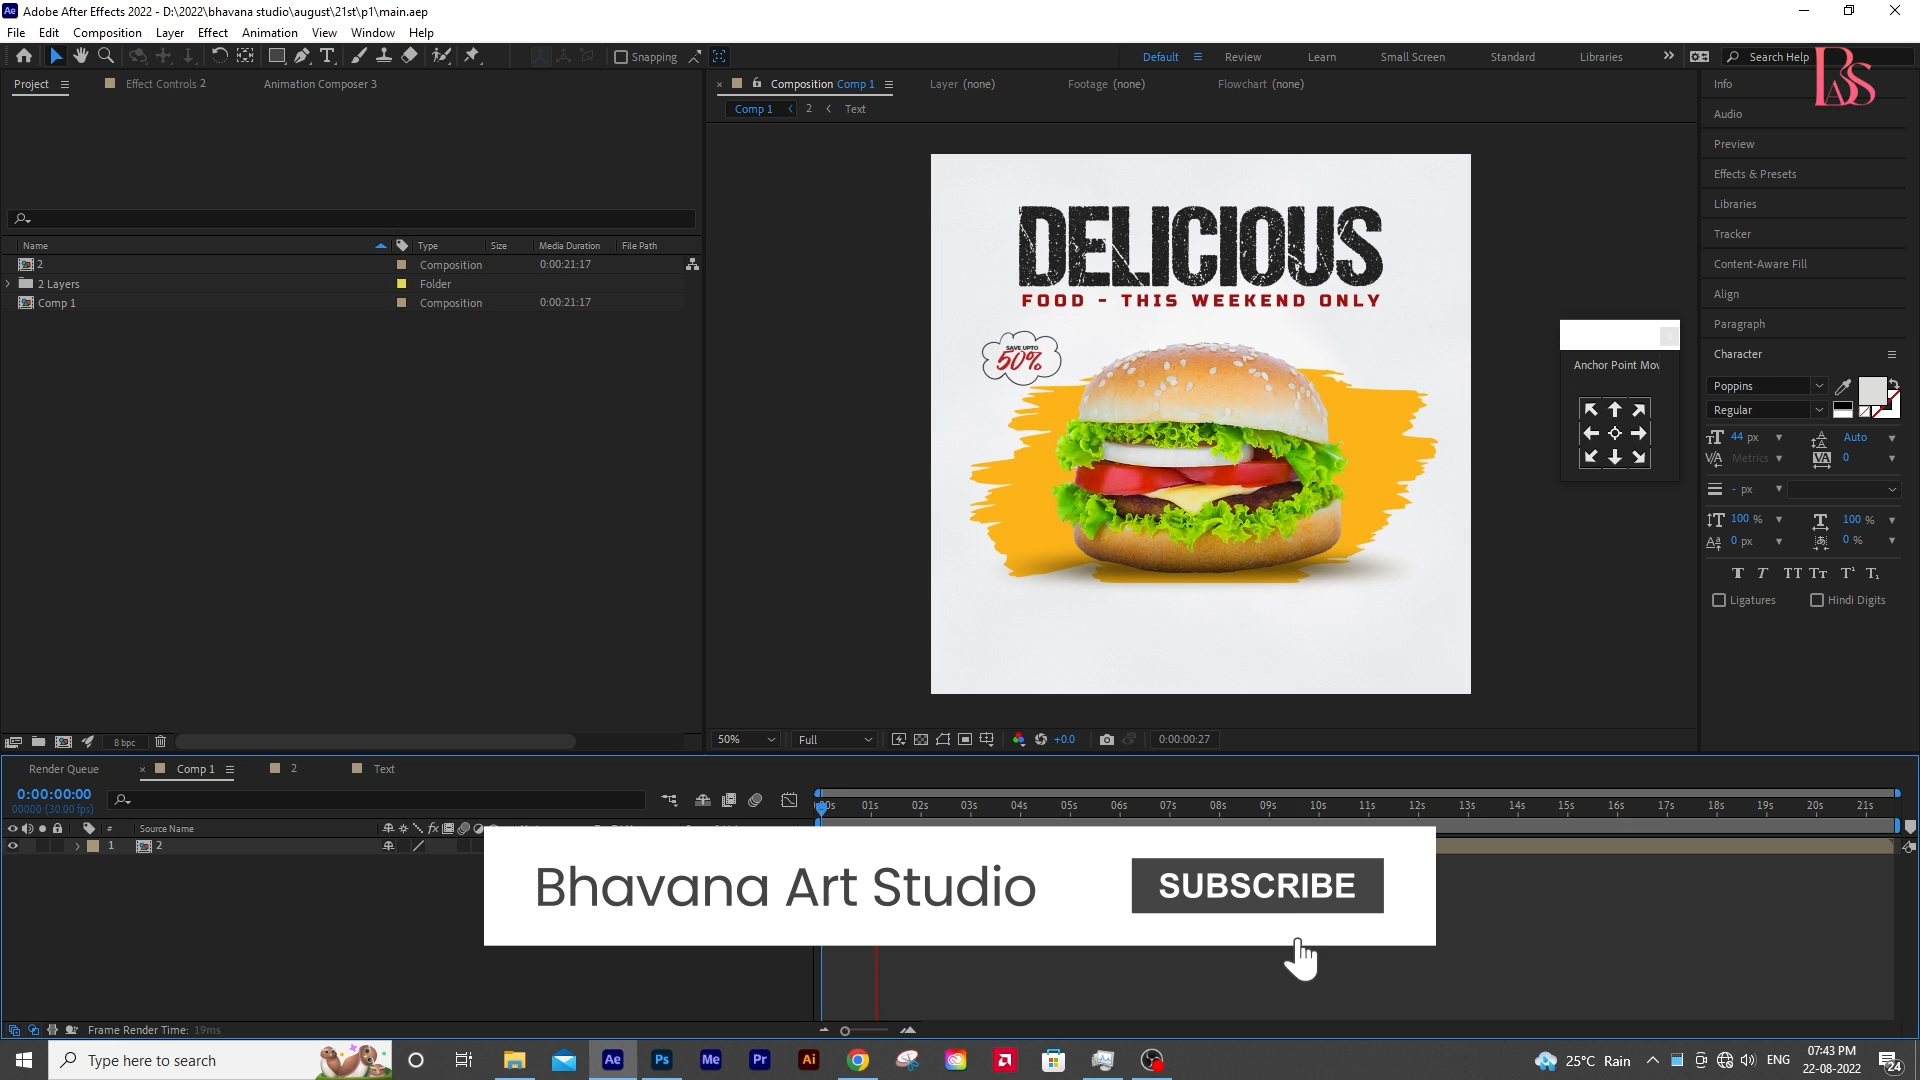 Adobe After Effects 2022 - D:\2022\bhavana studio\august\21st\p1\main.aep
File Edit Composition Layer Effect Animation View Window Help
Snapping
Default Review Learn Small Screen Standard Libraries Search Help
BAS
Project Effect Controls 2 Animation Composer 3
Composition Comp 1 Layer (none) Footage (none) Flowchart (none)
Comp 1 2 Text
DELICIOUS
FOOD - THIS WEEKEND ONLY
SAVE UPTO
50%
Name Type Size Media Duration File Path
2 Composition 0:00:21:17
2 Layers Folder
Comp 1 Composition 0:00:21:17
Anchor Point Mov
Info
Audio
Preview
Effects & Presets
Libraries
Tracker
Content-Aware Fill
Align
Paragraph
Character
Poppins
Regular
44 px Auto
Metrics 0
- px
100 % 100 %
0 px 0 %
Ligatures Hindi Digits
8 bpc
50% Full +0.0 0:00:00:27
Render Queue Comp 1 2 Text
0:00:00:00
00000 (30.00 fps)
01s 02s 03s 04s 05s 06s 07s 08s 09s 10s 11s 12s 13s 14s 15s 16s 17s 18s 19s 20s 21s
# Source Name
1 2
Bhavana Art Studio SUBSCRIBE
Frame Render Time: 19ms
Type here to search
Ae Ps Me Pr Ai
25°C Rain ENG
07:43 PM
22-08-2022
24